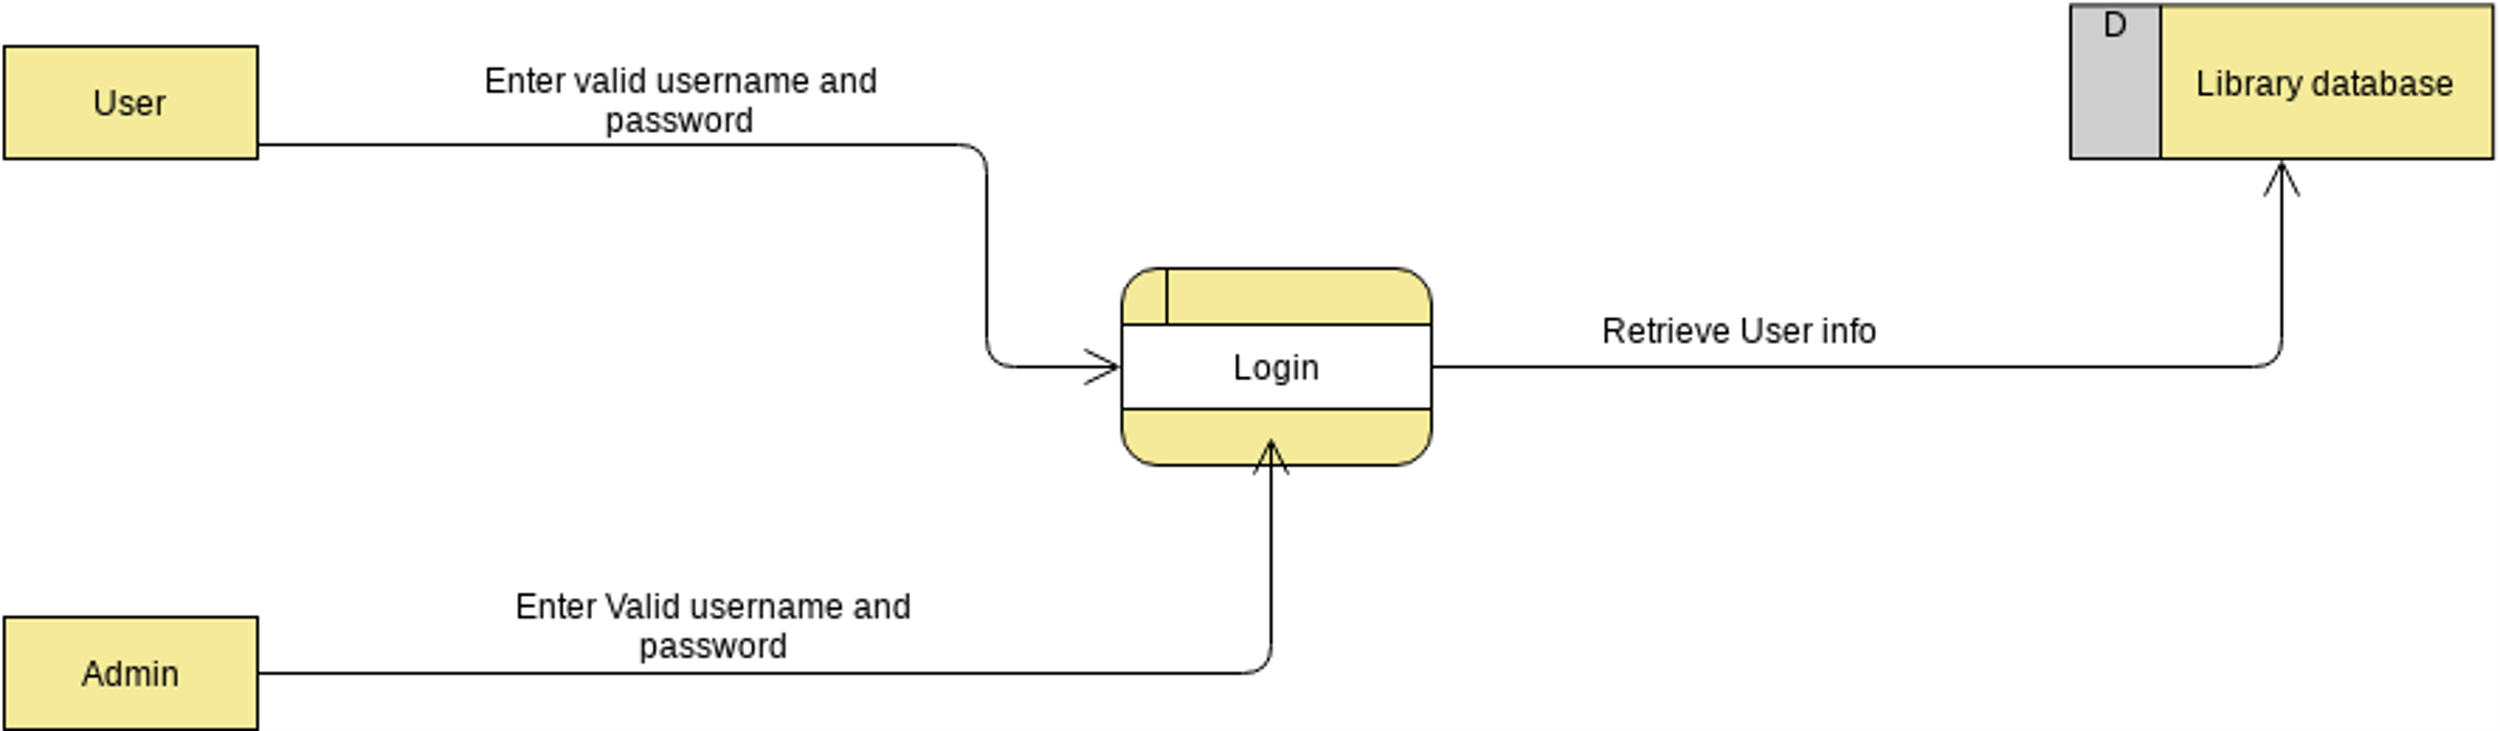 D
User
Enter valid username and
password
Library database
Retrieve User info
Login
Enter Valid username and
password
Admin